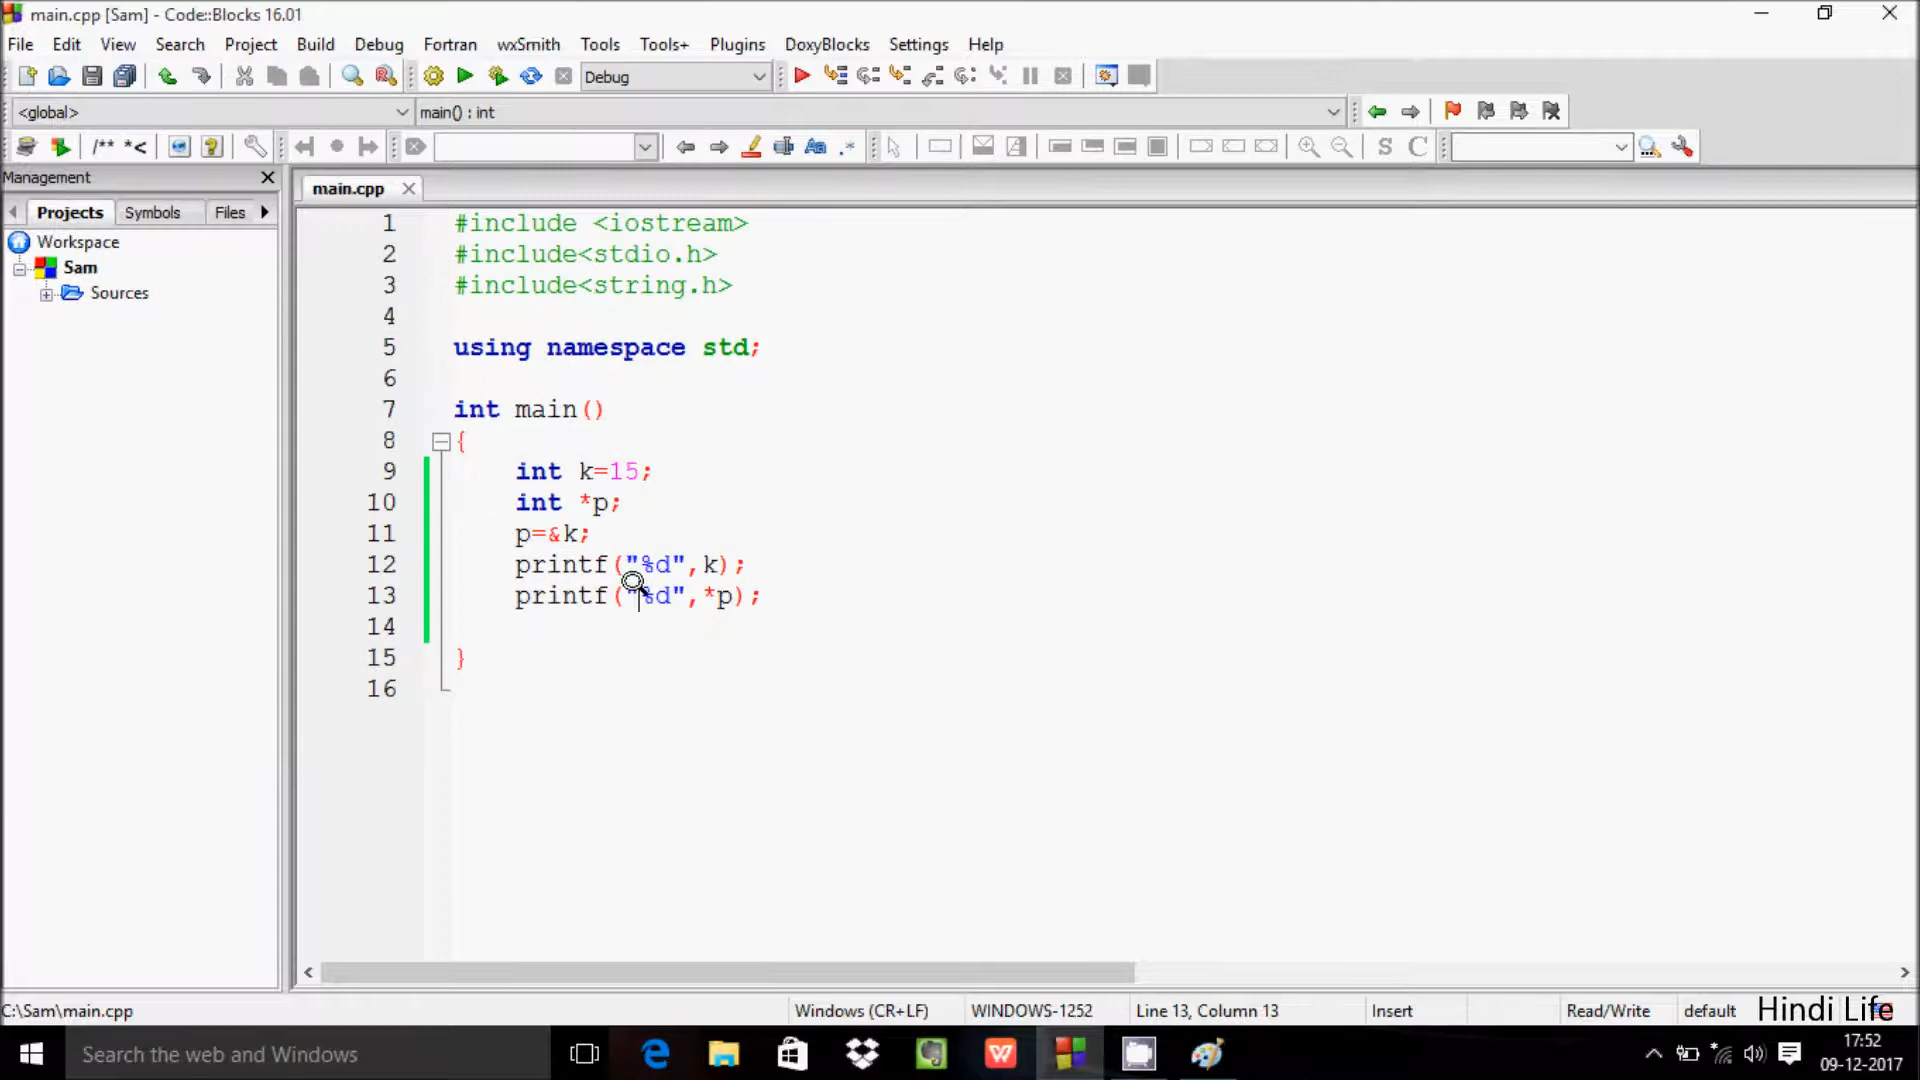 main.cpp [Sam] - Code::Blocks 16.01
File Edit View Search Project Build Debug Fortran wxSmith Tools Tools+ Plugins DoxyBlocks Settings Help
Debug
<global> main() : int
/** *<
Aa .*
S C
Management
Projects Symbols Files
main.cpp
Workspace
Sam
Sources
1 #include <iostream>
2 #include<stdio.h>
3 #include<string.h>
4
5 using namespace std;
6
7 int main()
8 {
9 int k=15;
10 int *p;
11 p=&k;
12 printf("%d",k);
13 printf("%d",*p);
14
15 }
16
C:\Sam\main.cpp Windows (CR+LF) WINDOWS-1252 Line 13, Column 13 Insert Read/Write default
Hindi Life
Search the web and Windows
17:52
09-12-2017